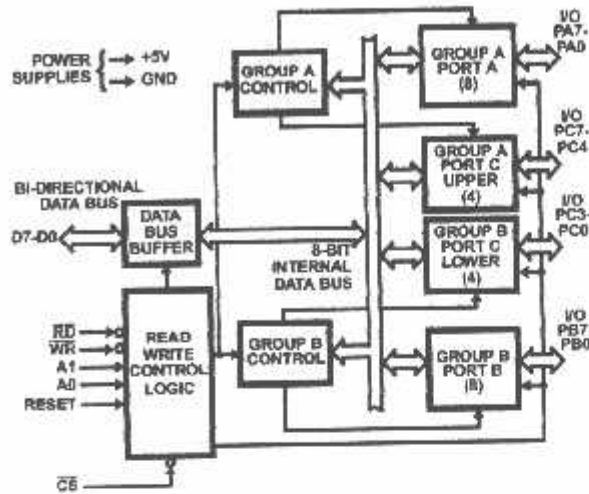 POWER
SUPPLIES
+5V
GND
GROUP A
CONTROL
GROUP A
PORT A
(8)
I/O
PA7-
PA0
GROUP A
PORT C
UPPER
(4)
I/O
PC7-
PC4
BI-DIRECTIONAL
DATA BUS
D7-D0
DATA
BUS
BUFFER
8-BIT
INTERNAL
DATA BUS
GROUP B
PORT C
LOWER
(4)
I/O
PC3-
PC0
RD
WR
A1
A0
RESET
CS
READ
WRITE
CONTROL
LOGIC
GROUP B
CONTROL
GROUP B
PORT B
(8)
I/O
PB7
PB0